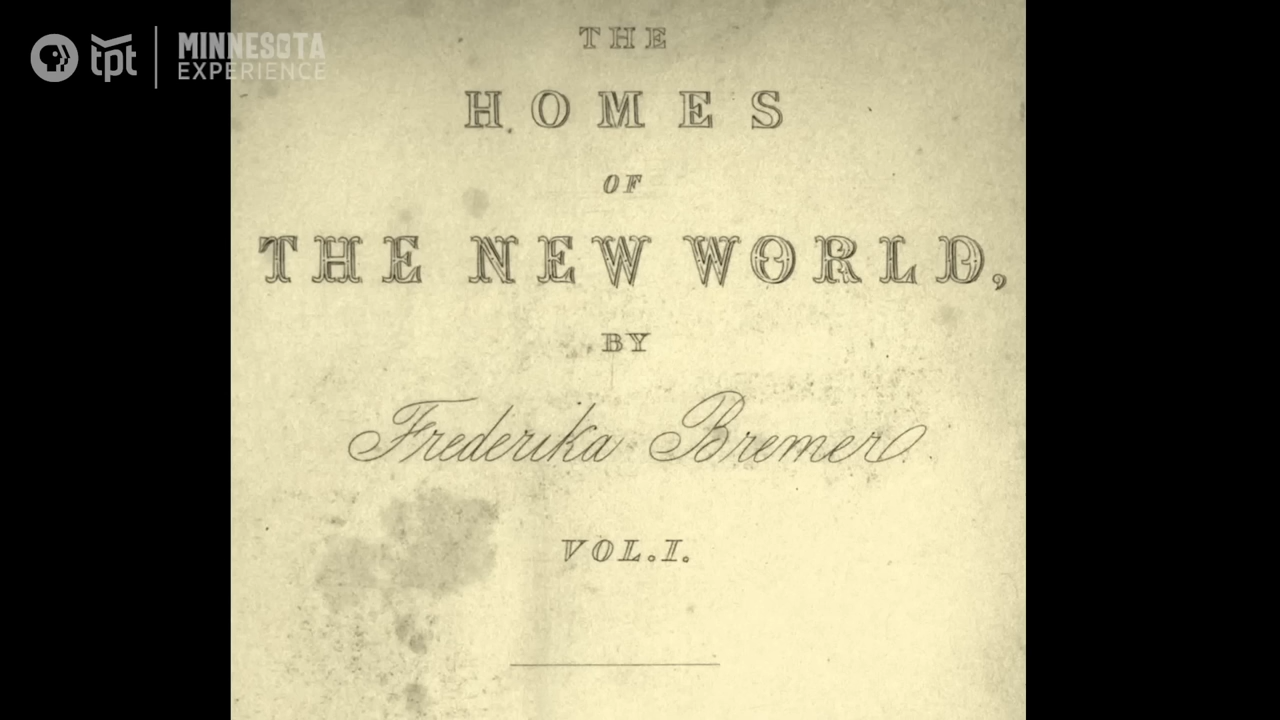 tpt
MINNESOTA
EXPERIENCE
THE
HOMES
OF
THE NEW WORLD,
BY
Frederika Bremer
VOL.I.